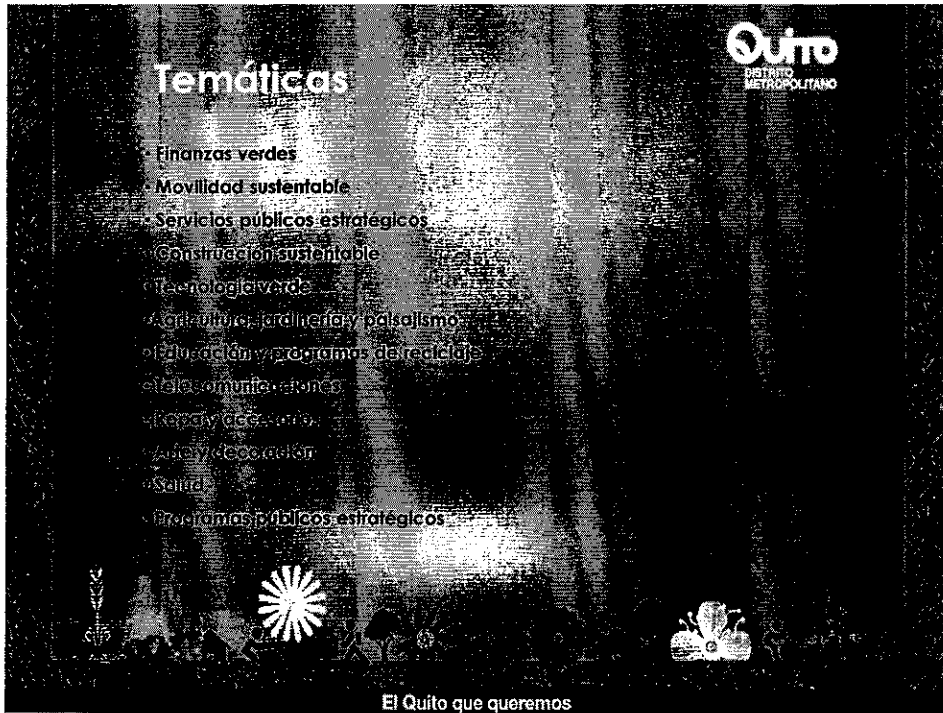 Quito
DISTRITO
METROPOLITANO
Temáticas
· Finanzas verdes
· Movilidad sustentable
· Servicios públicos estratégicos
· Construcción sustentable
· Tecnología verde
· Agricultura, jardinería y paisajismo
· Educación y programas de reciclaje
· Telecomunicaciones
· Ropa y accesorios
· Arte y decoración
· Salud
· Programas públicos estratégicos
El Quito que queremos